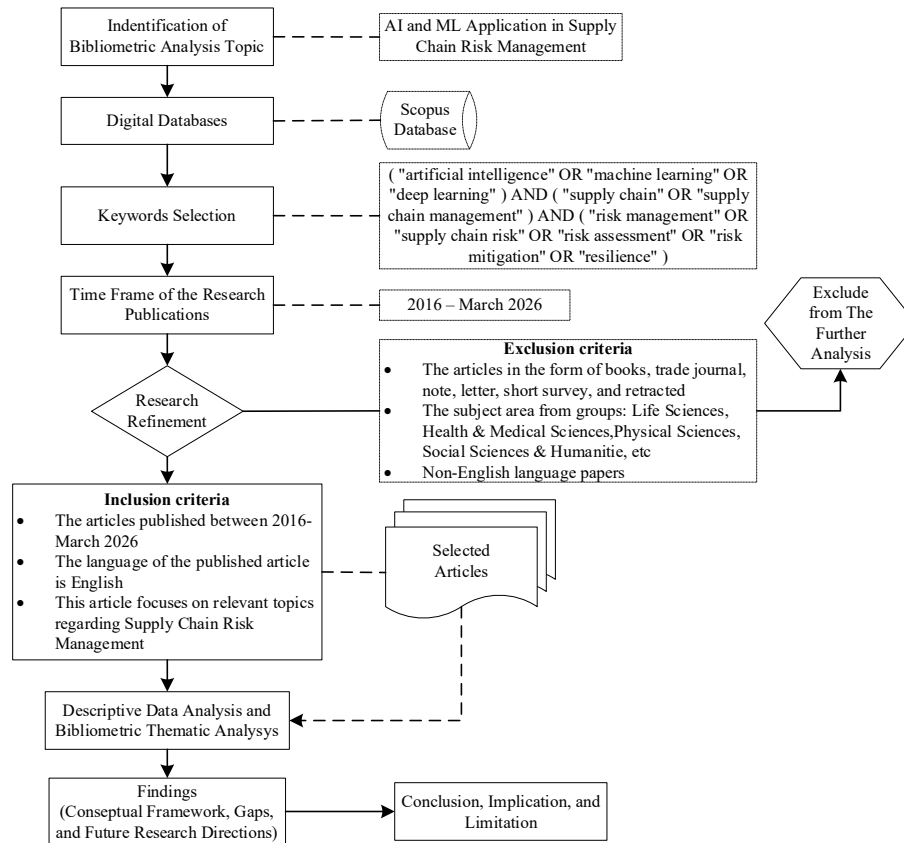 Indentification of
Bibliometric Analysis Topic
AI and ML Application in Supply
Chain Risk Management
Digital Databases
Scopus
Database
Keywords Selection
( "artificial intelligence" OR "machine learning" OR
"deep learning" ) AND ( "supply chain" OR "supply
chain management" ) AND ( "risk management" OR
"supply chain risk" OR "risk assessment" OR "risk
mitigation" OR "resilience" )
Time Frame of the Research
Publications
2016 – March 2026
Exclude
from The
Further
Analysis
Research
Refinement
Exclusion criteria
• The articles in the form of books, trade journal,
note, letter, short survey, and retracted
• The subject area from groups: Life Sciences,
Health & Medical Sciences,Physical Sciences,
Social Sciences & Humanitie, etc
• Non-English language papers
Inclusion criteria
• The articles published between 2016-
March 2026
• The language of the published article
is English
• This article focuses on relevant topics
regarding Supply Chain Risk
Management
Selected
Articles
Descriptive Data Analysis and
Bibliometric Thematic Analysys
Findings
(Conceptual Framework, Gaps,
and Future Research Directions)
Conclusion, Implication, and
Limitation